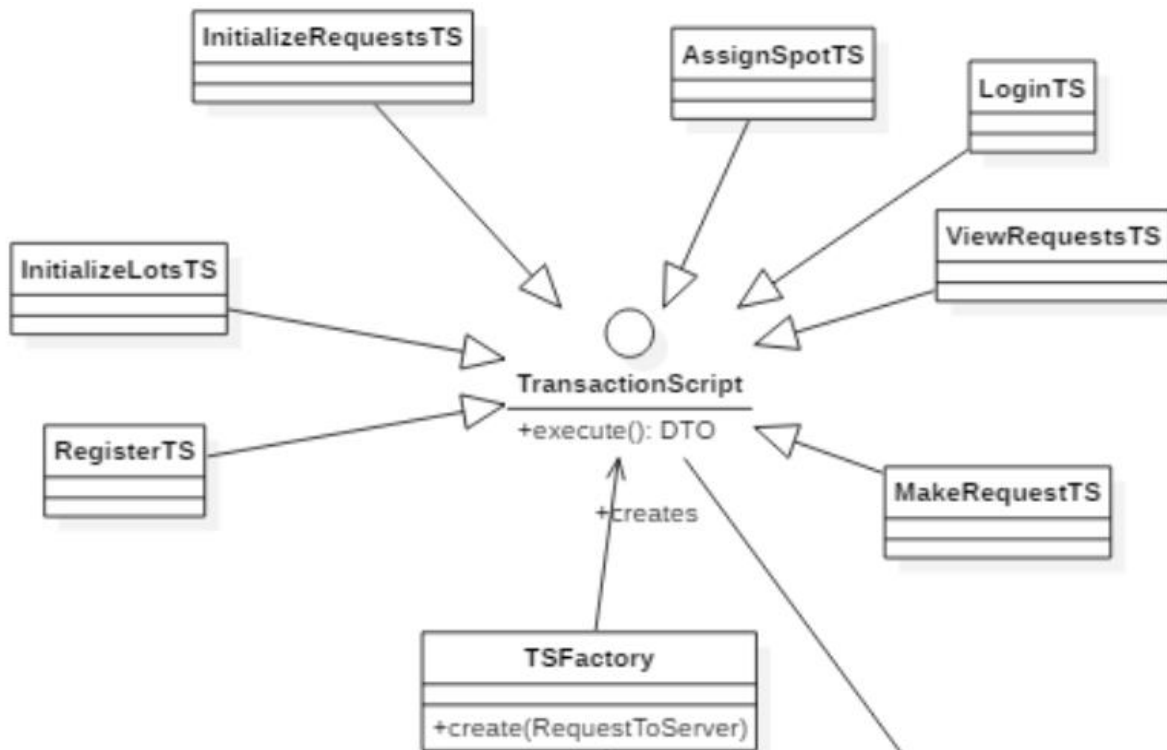 InitializeRequestsTS
AssignSpotTS
LoginTS
ViewRequestsTS
InitializeLotsTS
TransactionScript
+execute(): DTO
RegisterTS
MakeRequestTS
+creates
TSFactory
+create(RequestToServer)